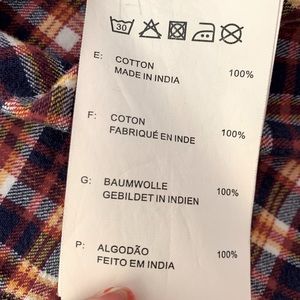 30
E: COTTON 100%
MADE IN INDIA
F: COTON 100%
FABRIQUÉ EN INDE
G: BAUMWOLLE 100%
GEBILDET IN INDIEN
P: ALGODÃO 100%
FEITO EM INDIA